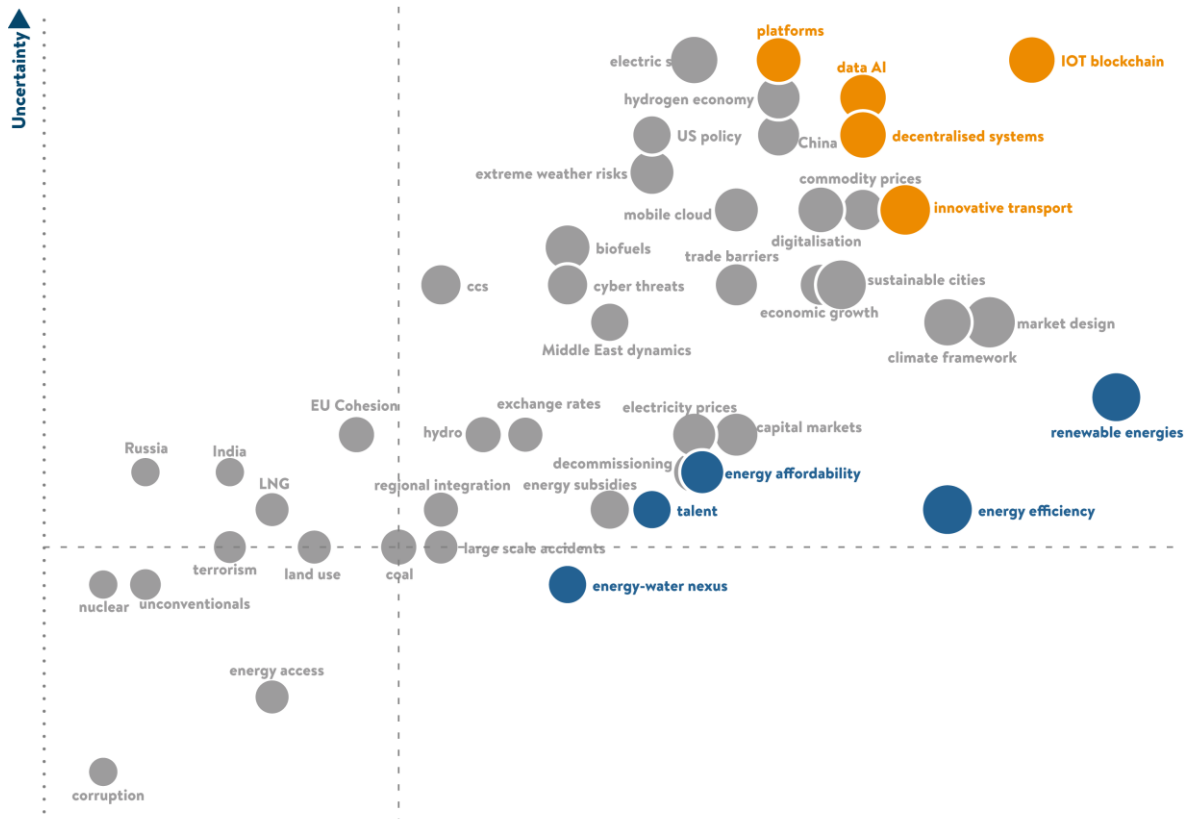 Uncertainty
platforms
electric s
IOT blockchain
data AI
hydrogen economy
US policy
China
decentralised systems
extreme weather risks
commodity prices
mobile cloud
innovative transport
digitalisation
biofuels
trade barriers
ccs
cyber threats
sustainable cities
economic growth
market design
Middle East dynamics
climate framework
EU Cohesion
exchange rates
electricity prices
hydro
capital markets
renewable energies
Russia
India
decommissioning
energy affordability
LNG
regional integration
energy subsidies
talent
energy efficiency
large scale accidents
terrorism
land use
coal
nuclear
unconventionals
energy-water nexus
energy access
corruption